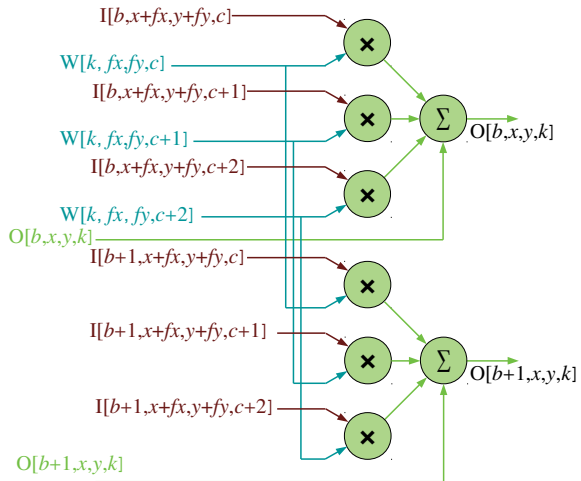 I[b,x+fx,y+fy,c]
×
W[k, fx,fy,c]
I[b,x+fx,y+fy,c+1]
×
∑
O[b,x,y,k]
W[k, fx,fy,c+1]
I[b,x+fx,y+fy,c+2]
×
W[k, fx, fy,c+2]
O[b,x,y,k]
I[b+1,x+fx,y+fy,c]
×
I[b+1,x+fx,y+fy,c+1]
×
∑
O[b+1,x,y,k]
I[b+1,x+fx,y+fy,c+2]
×
O[b+1,x,y,k]